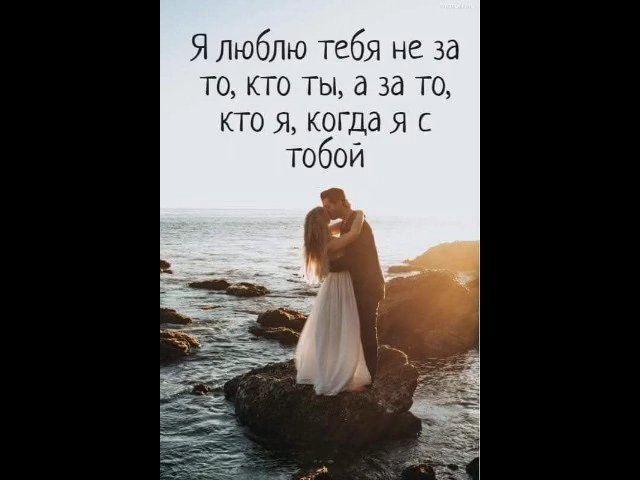 Я люблю тебя не за
то, кто ты, а за то,
кто я, когда я с
тобой